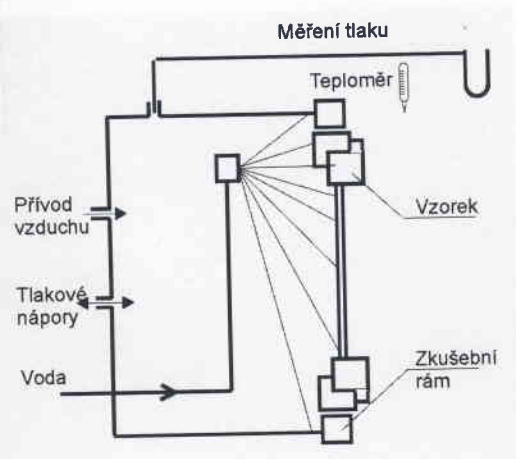 Měření tlaku
Teploměr
Přívod
vzduchu
Vzorek
Tlakové
nápory
Voda
Zkušební
rám